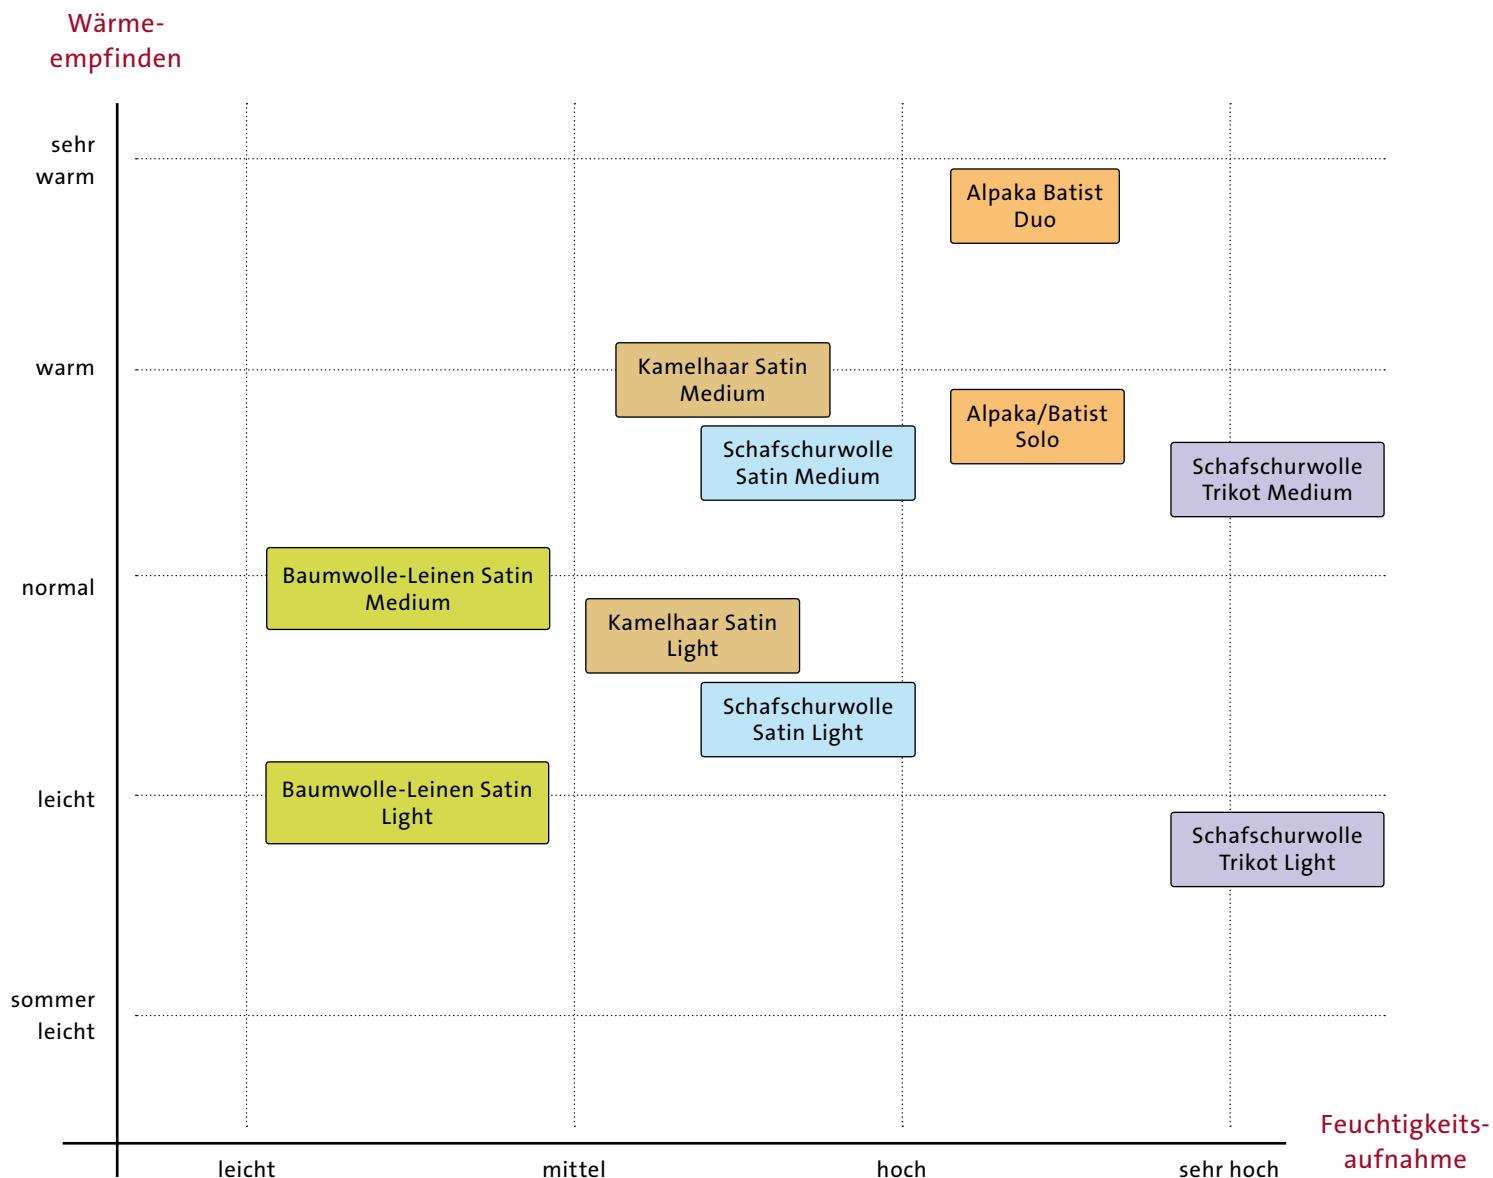 Wärme-
empfinden
sehr
warm
Alpaka Batist
Duo
warm
Kamelhaar Satin
Medium
Alpaka/Batist
Solo
Schafschurwolle
Satin Medium
Schafschurwolle
Trikot Medium
normal
Baumwolle-Leinen Satin
Medium
Kamelhaar Satin
Light
Schafschurwolle
Satin Light
leicht
Baumwolle-Leinen Satin
Light
Schafschurwolle
Trikot Light
sommer
leicht
Feuchtigkeits-
aufnahme
leicht
mittel
hoch
sehr hoch